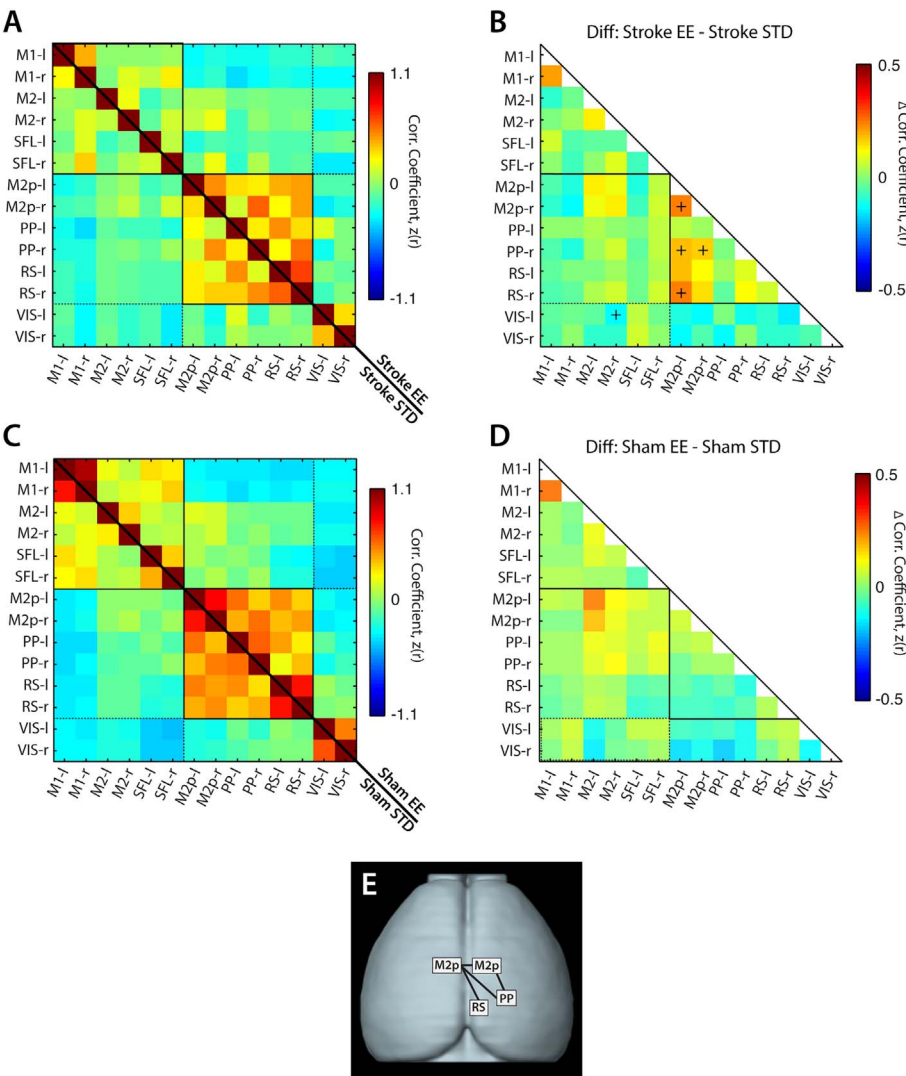 A
M1-l
M1-r
M2-l
M2-r
SFL-l
SFL-r
M2p-l
M2p-r
PP-l
PP-r
RS-l
RS-r
VIS-l
VIS-r
M1-l
M1-r
M2-l
M2-r
SFL-l
SFL-r
M2p-l
M2p-r
PP-l
PP-r
RS-l
RS-r
VIS-l
VIS-r
Stroke EE
Stroke STD
1.1
0
-1.1
Corr. Coefficient, z(r)
B
Diff: Stroke EE - Stroke STD
M1-l
M1-r
M2-l
M2-r
SFL-l
SFL-r
M2p-l
M2p-r
+
PP-l
PP-r
+ +
RS-l
RS-r
+
VIS-l
+
VIS-r
M1-l
M1-r
M2-l
M2-r
SFL-l
SFL-r
M2p-l
M2p-r
PP-l
PP-r
RS-l
RS-r
VIS-l
VIS-r
0.5
0
-0.5
Δ Corr. Coefficient, z(r)
C
M1-l
M1-r
M2-l
M2-r
SFL-l
SFL-r
M2p-l
M2p-r
PP-l
PP-r
RS-l
RS-r
VIS-l
VIS-r
M1-l
M1-r
M2-l
M2-r
SFL-l
SFL-r
M2p-l
M2p-r
PP-l
PP-r
RS-l
RS-r
VIS-l
VIS-r
Sham EE
Sham STD
1.1
0
-1.1
Corr. Coefficient, z(r)
D
Diff: Sham EE - Sham STD
M1-l
M1-r
M2-l
M2-r
SFL-l
SFL-r
M2p-l
M2p-r
PP-l
PP-r
RS-l
RS-r
VIS-l
VIS-r
M1-l
M1-r
M2-l
M2-r
SFL-l
SFL-r
M2p-l
M2p-r
PP-l
PP-r
RS-l
RS-r
VIS-l
VIS-r
0.5
0
-0.5
Δ Corr. Coefficient, z(r)
E
M2p M2p
RS PP